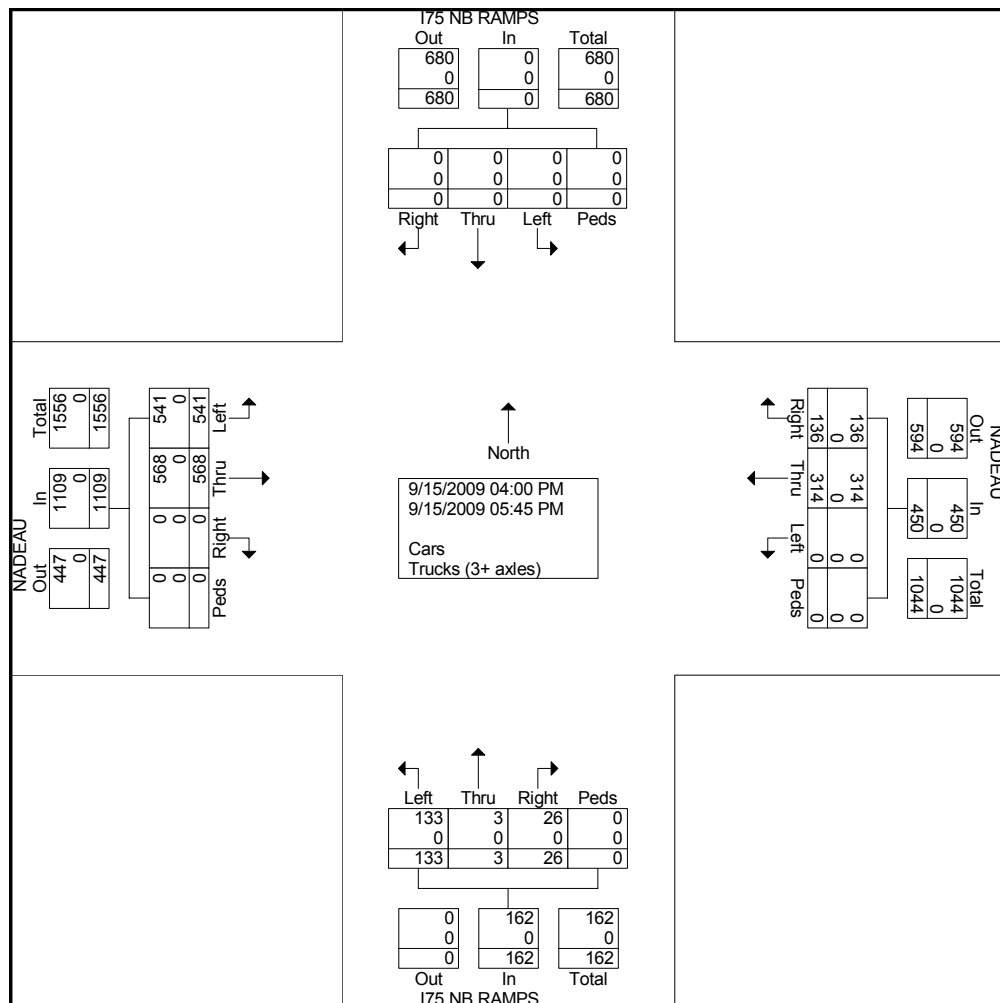 I75 NB RAMPS
Out In Total
680 0 680
0 0 0
680 0 680
0 0 0 0
0 0 0 0
0 0 0 0
Right Thru Left Peds
NADEAU
Out In Total
447 1109 1556
0 0 0
447 1109 1556
Left Thru Right Peds
541 568 0 0
0 0 0 0
541 568 0 0
North
9/15/2009 04:00 PM
9/15/2009 05:45 PM
Cars
Trucks (3+ axles)
NADEAU
Out In Total
594 450 1044
0 0 0
594 450 1044
136 314 0 0
0 0 0 0
136 314 0 0
Right Thru Left Peds
Left Thru Right Peds
133 3 26 0
0 0 0 0
133 3 26 0
0 162 162
0 0 0
0 162 162
Out In Total
I75 NB RAMPS